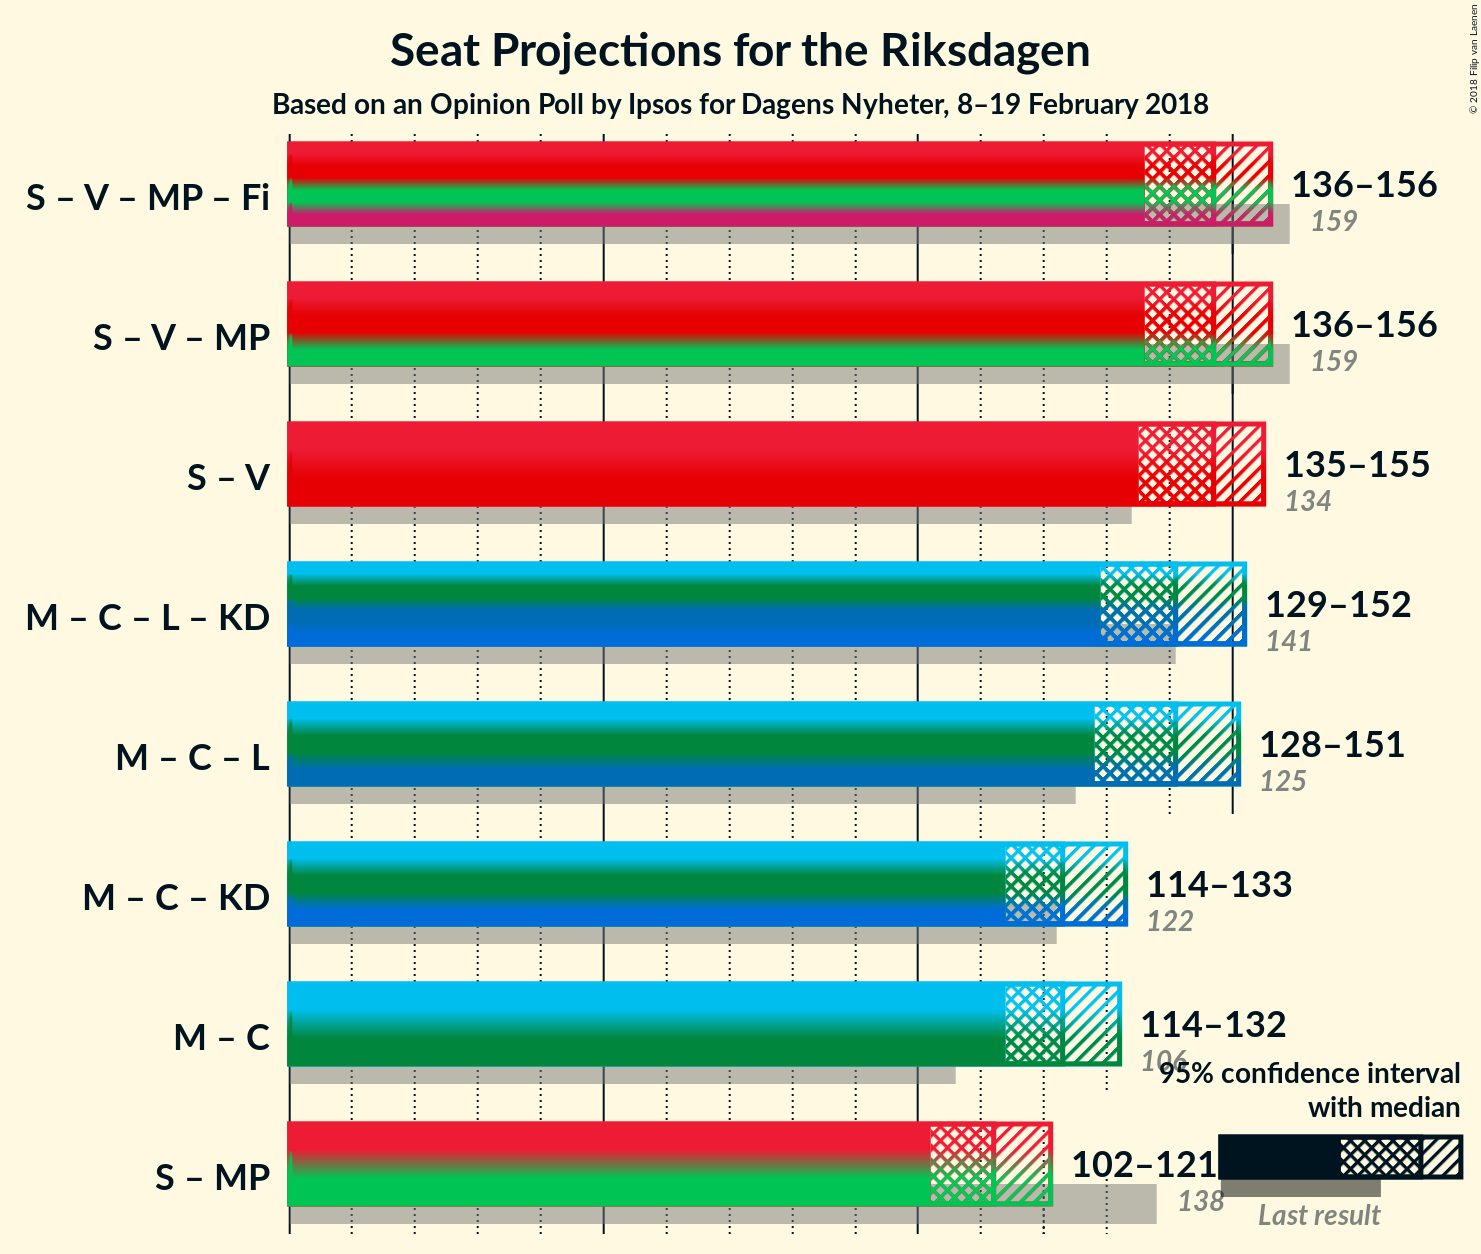 Seat Projections for the Riksdagen
Based on an Opinion Poll by Ipsos for Dagens Nyheter, 8–19 February 2018
© 2018 Filip van Laenen
S – V – MP – Fi
136–156
159
S – V – MP
136–156
159
S – V
135–155
134
M – C – L – KD
129–152
141
M – C – L
128–151
125
M – C – KD
114–133
122
M – C
114–132
106
S – MP
102–121
138
95% confidence interval
with median
Last result